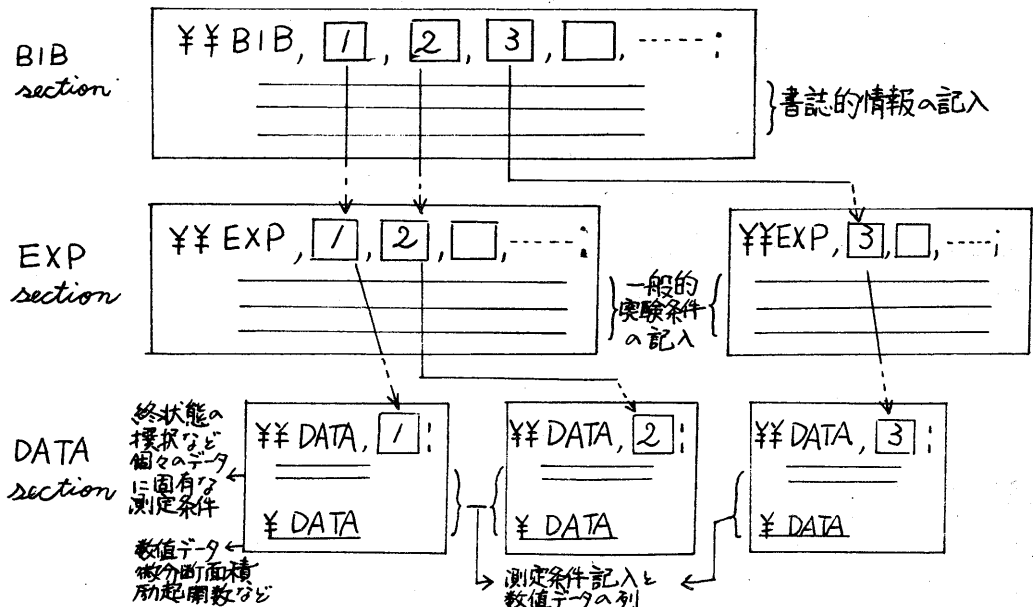 BIB
section
¥¥BIB, 1, 2, 3, , ------ ;
}書誌的情報の記入
EXP
section
¥¥EXP, 1, 2, , ------ ;
一般的
実験条件
の記入
¥¥EXP, 3, , -----;
DATA
section
終状態の
撰択など
個々のデータ
に固有な
測定条件
数値データ
微分断面積
励起関数など
¥¥DATA, 1 ;
¥ DATA
¥¥DATA, 2 ;
¥ DATA
¥¥DATA, 3 ;
¥ DATA
測定条件記入と
数値データの列